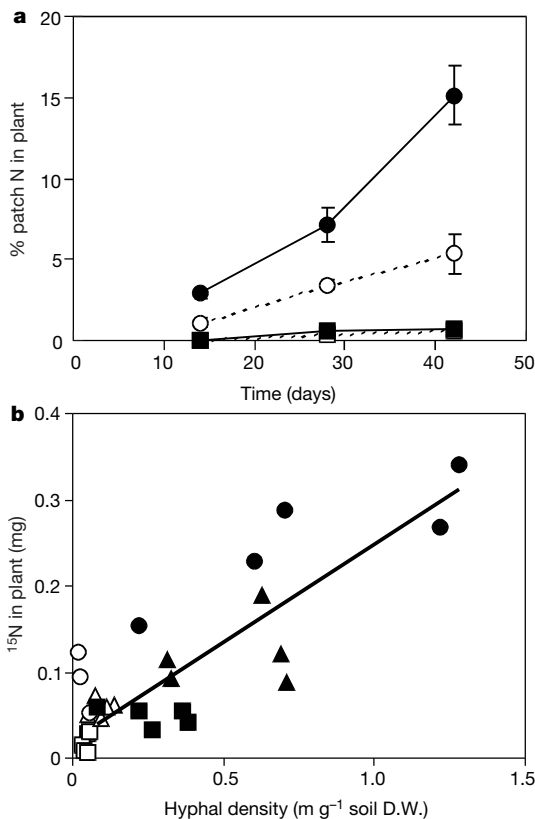 a
20
15
10
5
0
% patch N in plant
0 10 20 30 40 50
Time (days)
b
0.4
0.3
0.2
0.1
0
¹⁵N in plant (mg)
0 0.5 1.0 1.5
Hyphal density (m g⁻¹ soil D.W.)